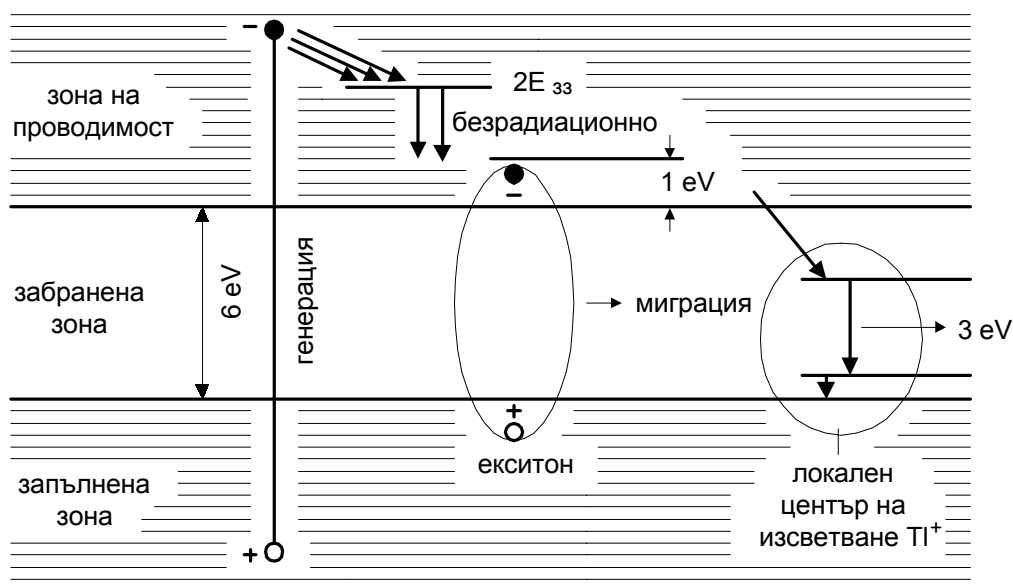 −
2E зз
зона на
проводимост
безрадиационно
1 eV
−
6 eV
генерация
забранена
зона
миграция
3 eV
+
екситон
запълнена
зона
локален
център на
изсветване Tl⁺
+